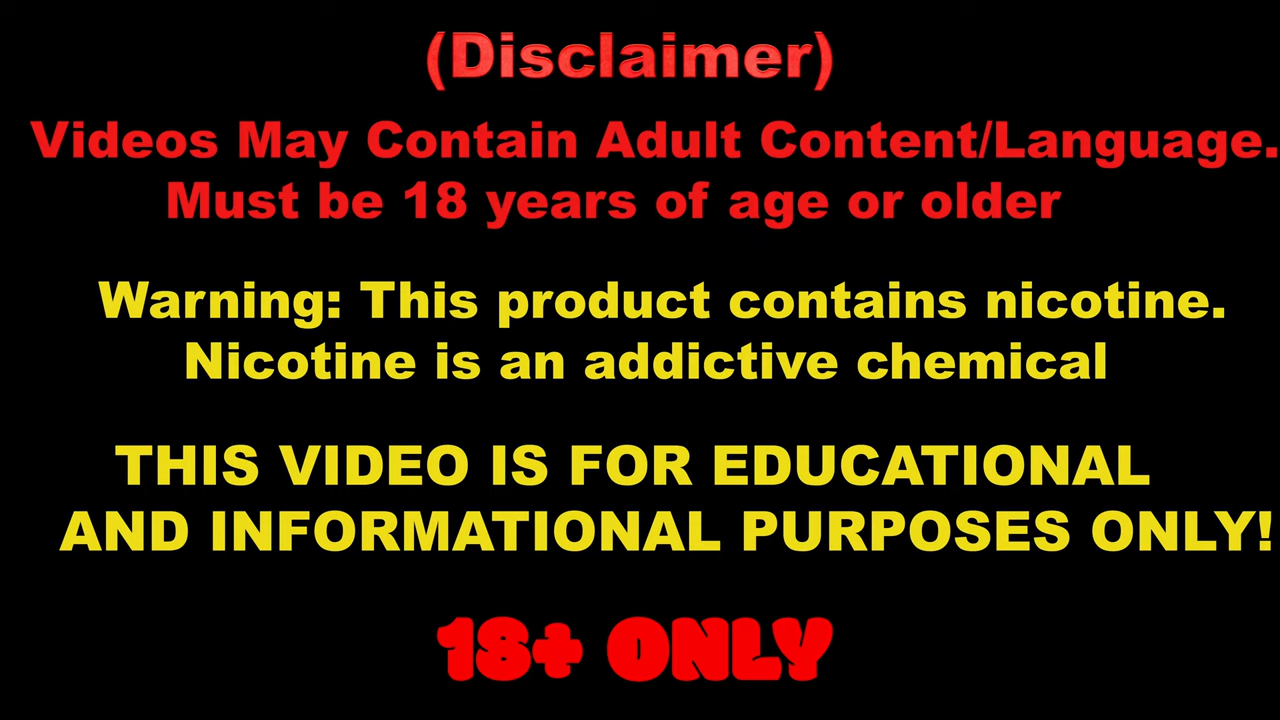 (Disclaimer)
Videos May Contain Adult Content/Language.
Must be 18 years of age or older
Warning: This product contains nicotine.
Nicotine is an addictive chemical
THIS VIDEO IS FOR EDUCATIONAL
AND INFORMATIONAL PURPOSES ONLY!
18+ ONLY